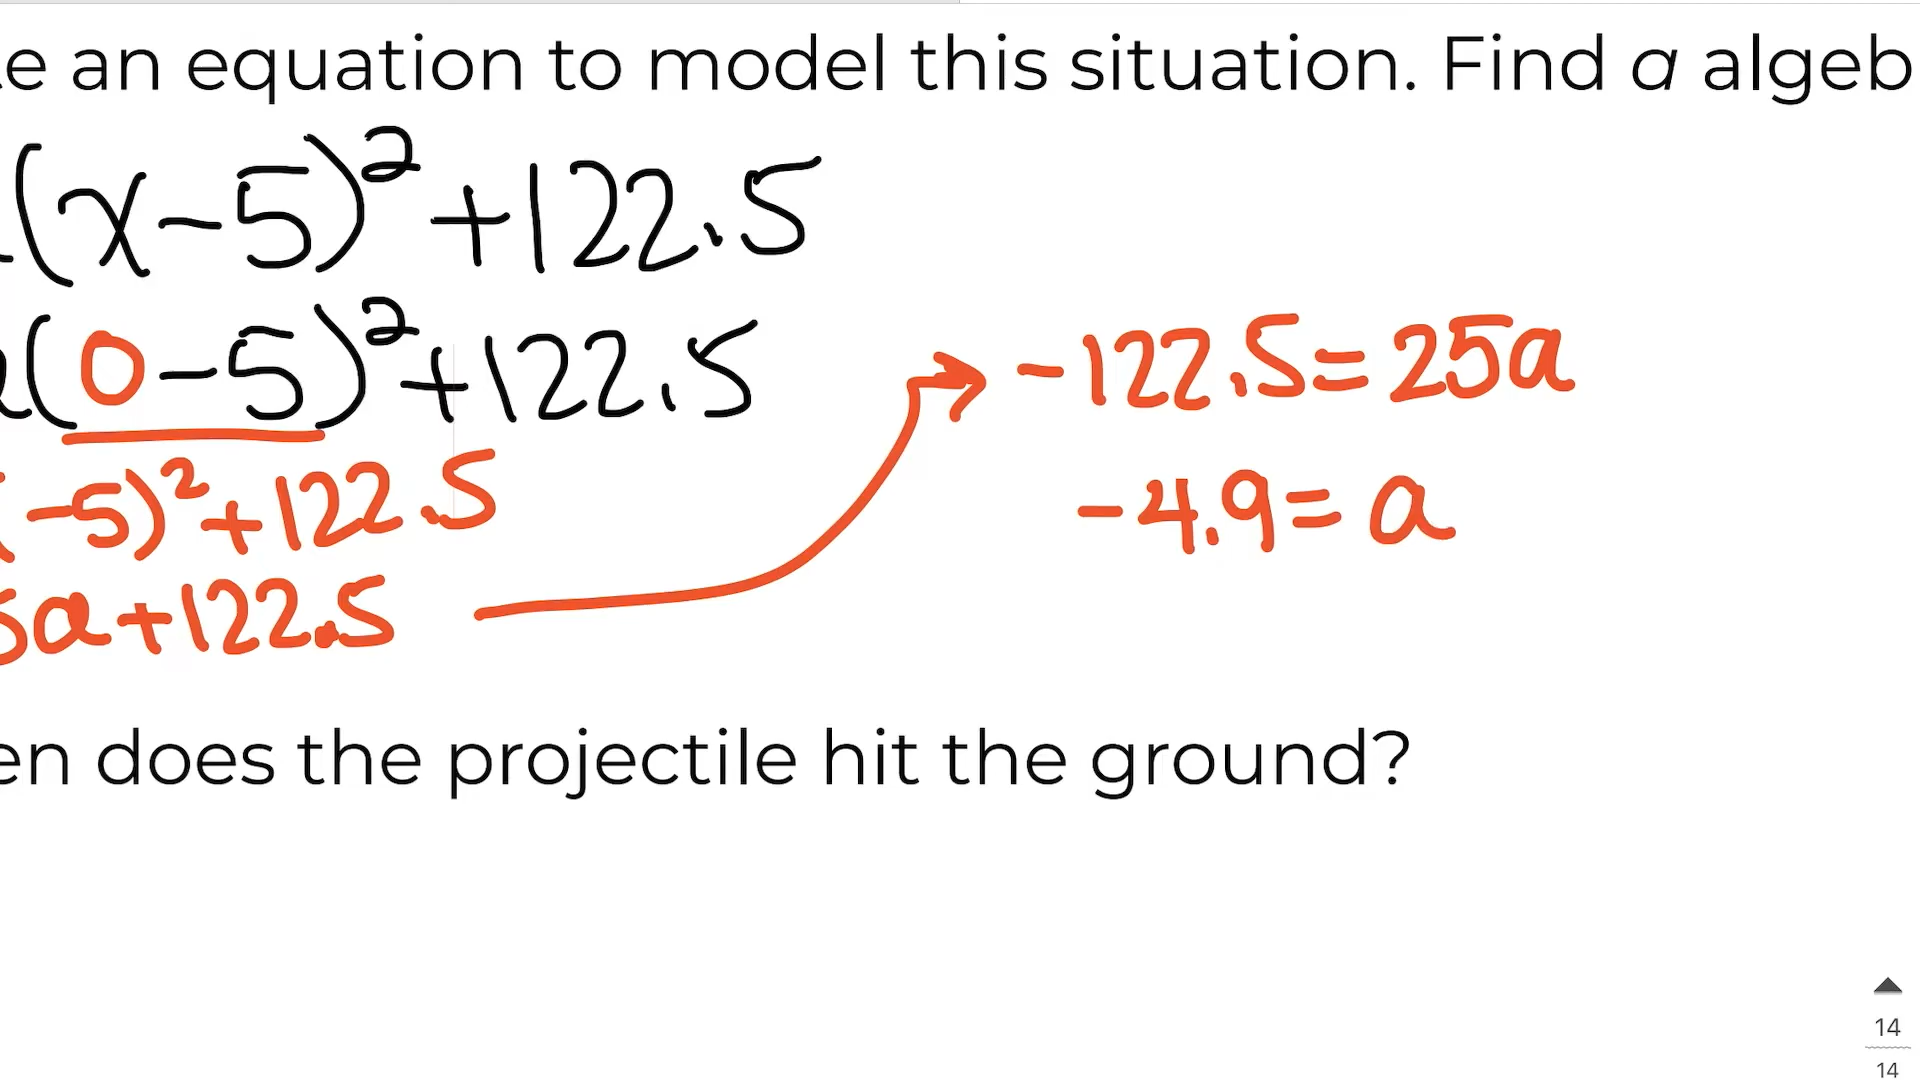 e an equation to model this situation. Find a algeb
(x-5)²+122.5
a(0-5)²+122.5
(-5)²+122.5
5a+122.5
-122.5=25a
-4.9=a
en does the projectile hit the ground?
14
14